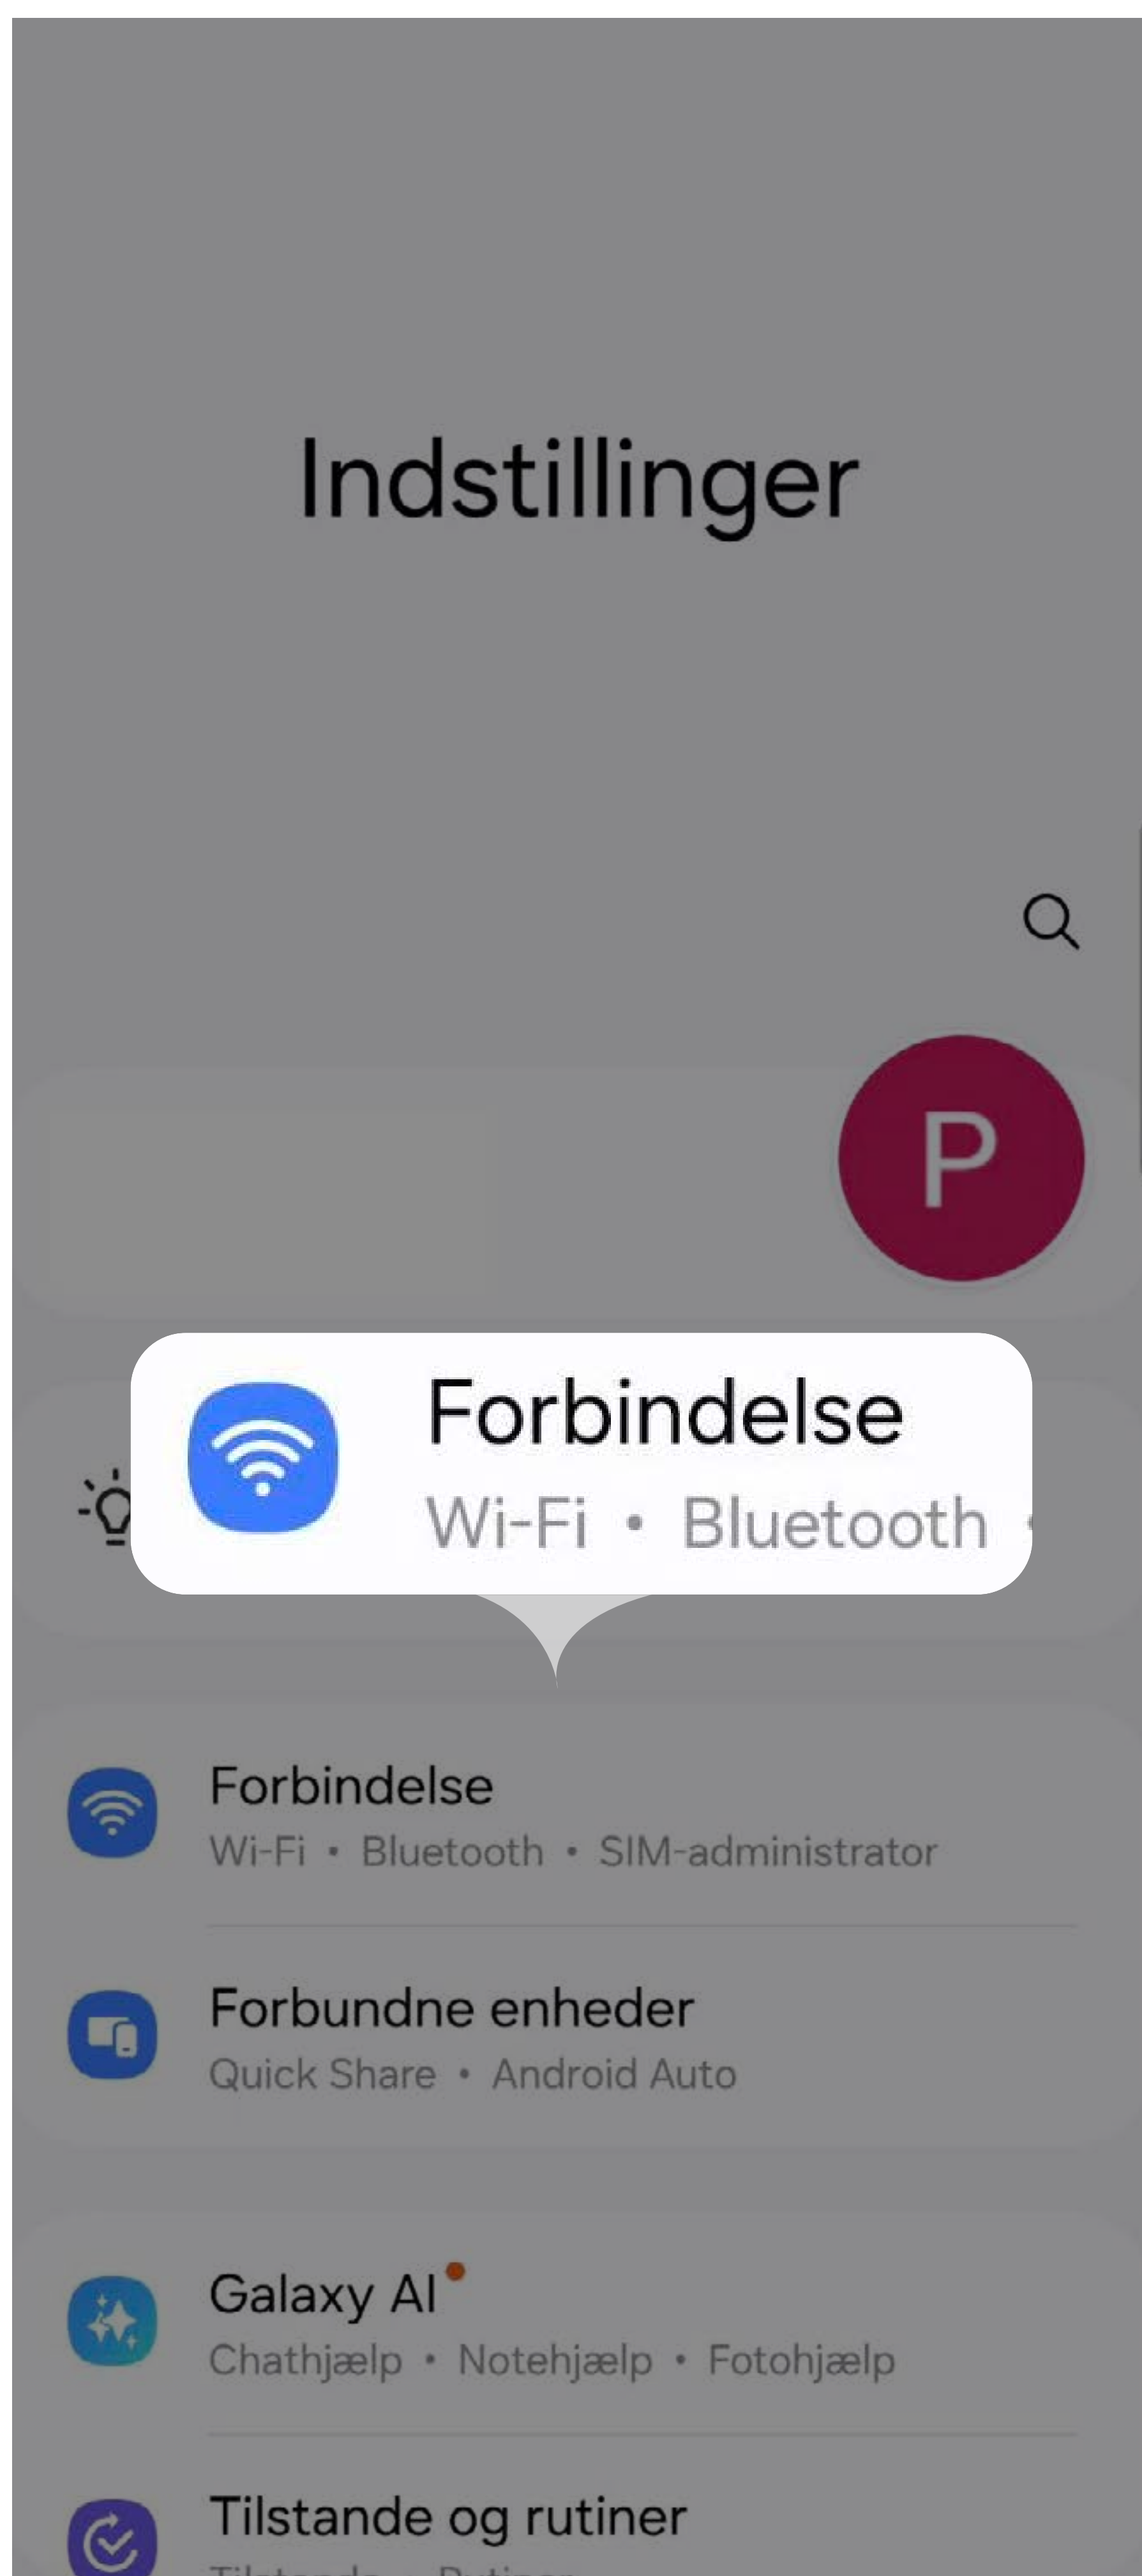 Indstillinger
P
Forbindelse
Wi-Fi • Bluetooth
Forbindelse
Wi-Fi • Bluetooth • SIM-administrator
Forbundne enheder
Quick Share • Android Auto
Galaxy AI
Chathjælp • Notehjælp • Fotohjælp
Tilstande og rutiner